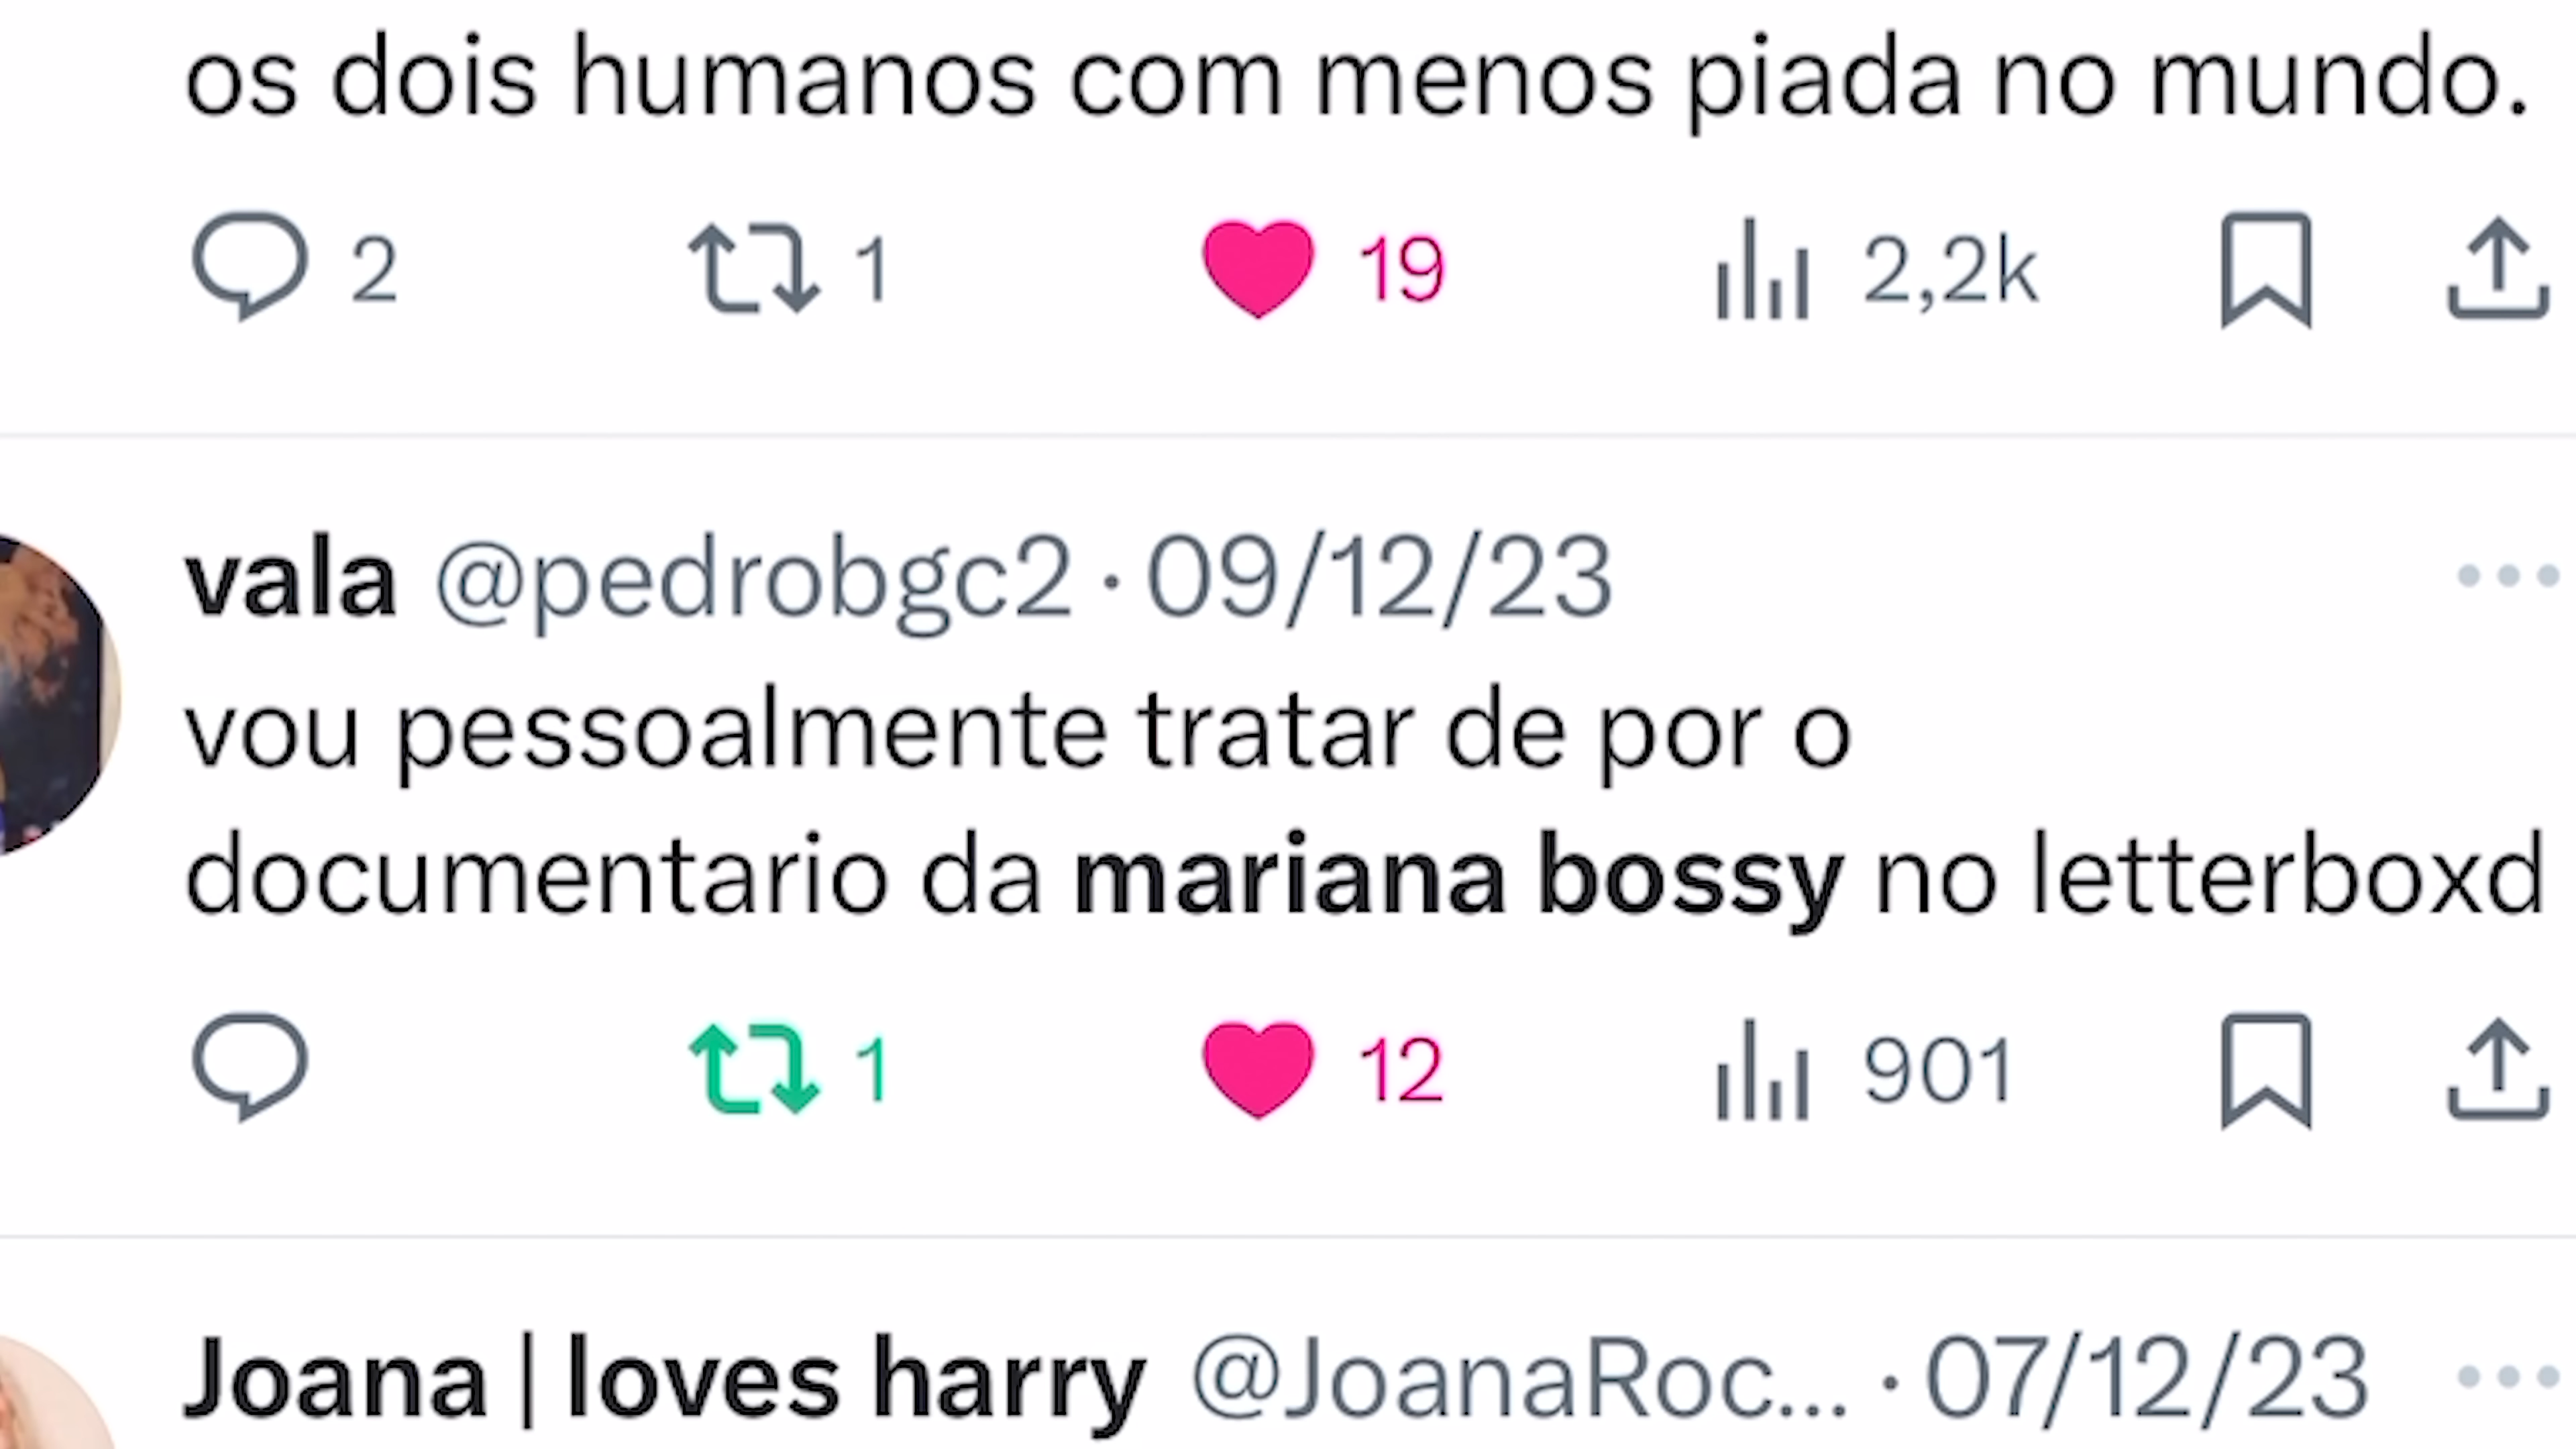 os dois humanos com menos piada no mundo.
2 1 19 2,2k
vala @pedrobgc2 · 09/12/23
vou pessoalmente tratar de por o
documentario da mariana bossy no letterboxd
1 12 901
Joana | loves harry @JoanaRoc... · 07/12/23